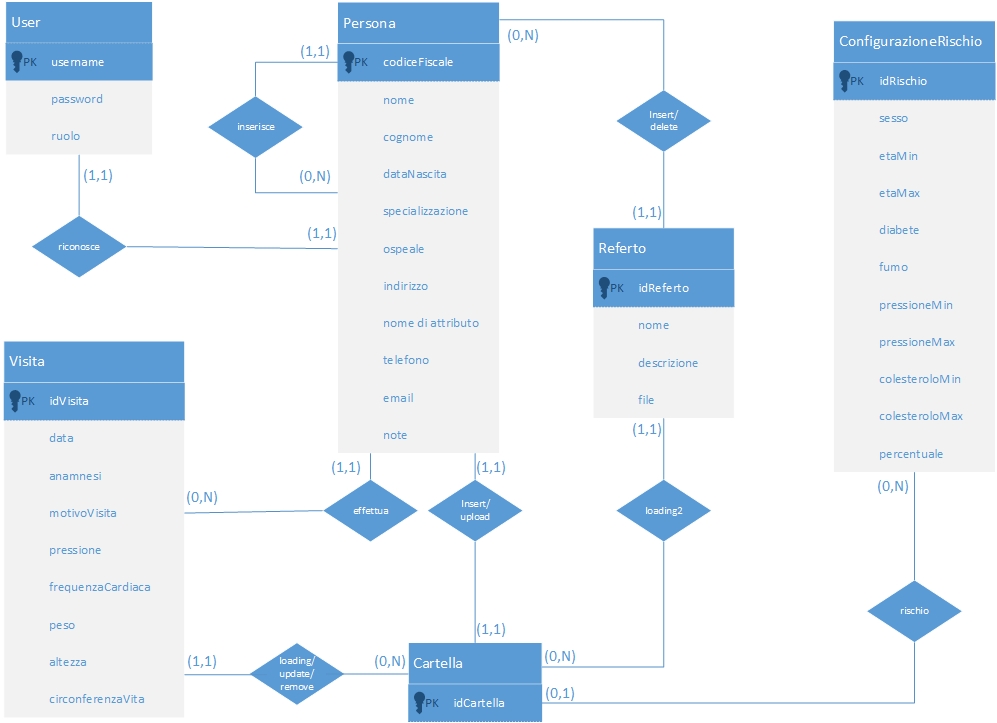 User
PK username
password
ruolo
(1,1)
riconosce
(1,1)
Persona
PK codiceFiscale
nome
cognome
dataNascita
specializzazione
ospeale
indirizzo
nome di attributo
telefono
email
note
(1,1)
inserisce
(0,N)
(0,N)
Insert/
delete
(1,1)
Referto
PK idReferto
nome
descrizione
file
(1,1)
loading2
(0,N)
ConfigurazioneRischio
PK idRischio
sesso
etaMin
etaMax
diabete
fumo
pressioneMin
pressioneMax
colesteroloMin
colesteroloMax
percentuale
(0,N)
rischio
(0,1)
Visita
PK idVisita
data
anamnesi
motivoVisita
pressione
frequenzaCardiaca
peso
altezza
circonferenzaVita
(0,N)
effettua
(1,1)
(1,1)
Insert/
upload
(1,1)
(1,1)
loading/
update/
remove
(0,N)
Cartella
PK idCartella